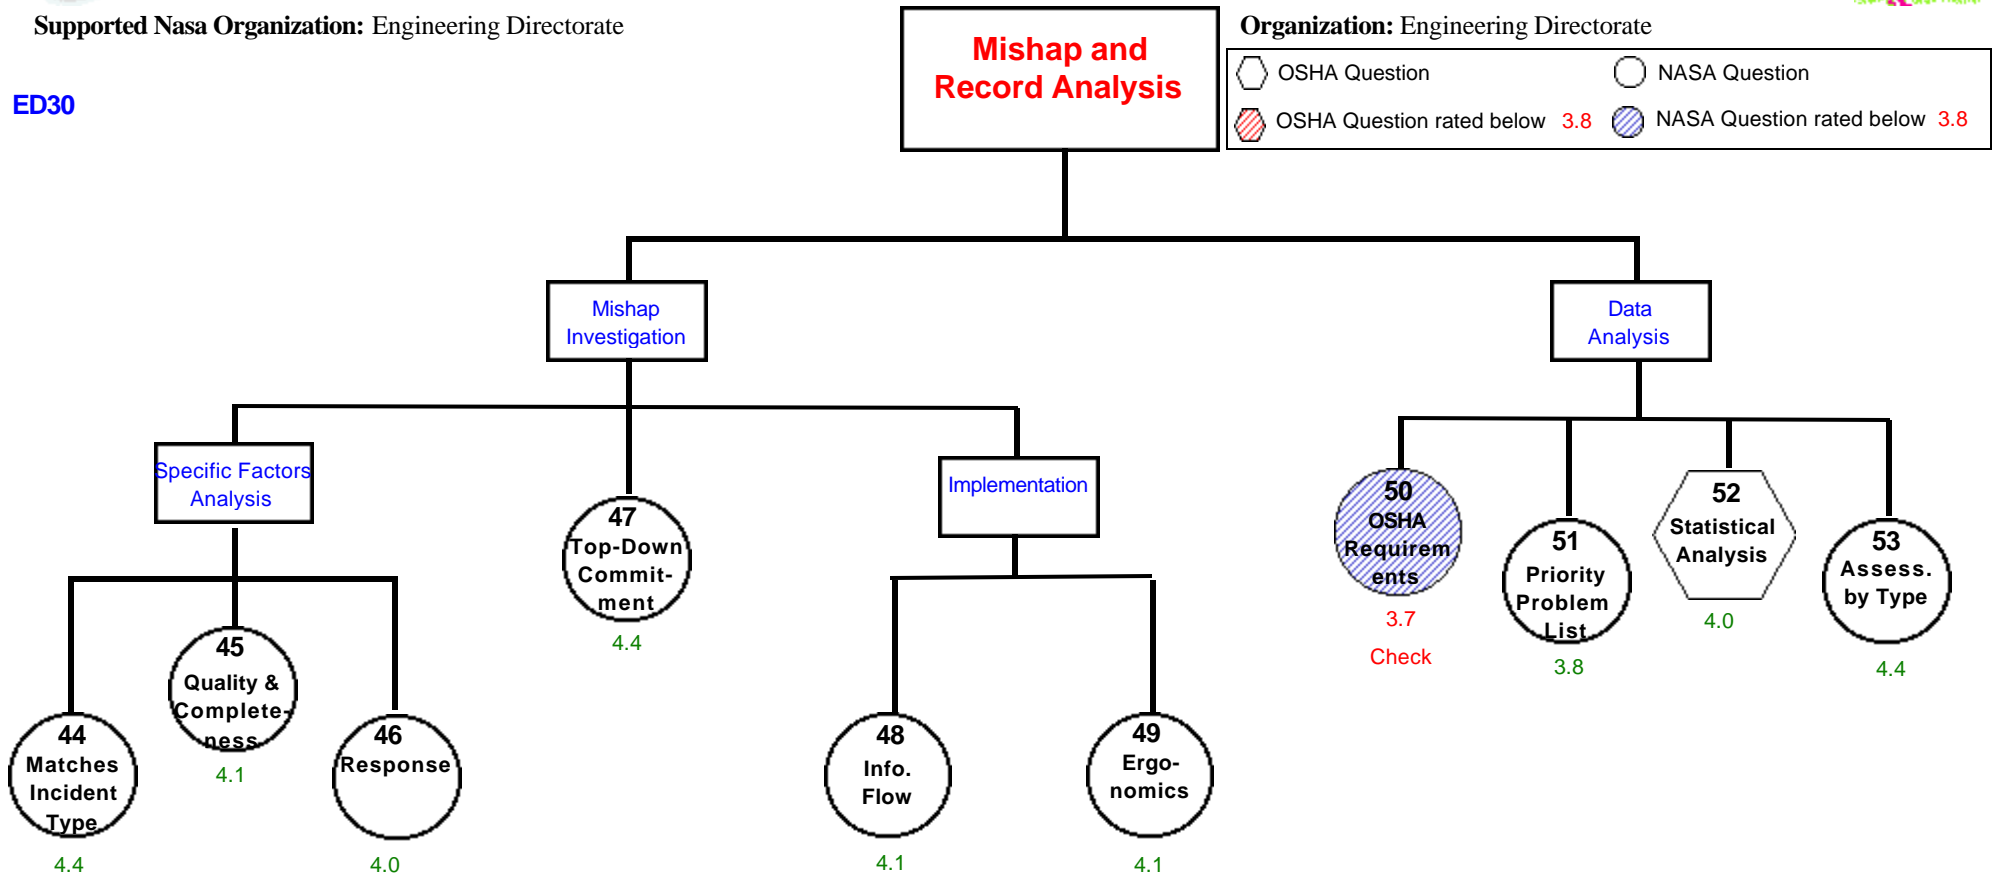 Supported Nasa Organization: Engineering Directorate
Organization: Engineering Directorate
Mishap and
Record Analysis
OSHA Question
NASA Question
OSHA Question rated below 3.8
NASA Question rated below 3.8
ED30
Mishap
Investigation
Data
Analysis
Specific Factors
Analysis
Implementation
44
Matches
Incident
Type
4.4
45
Quality &
Complete-
ness
4.1
46
Response
4.0
47
Top-Down
Commit-
ment
4.4
48
Info.
Flow
4.1
49
Ergo-
nomics
4.1
50
OSHA
Requirem
ents
3.7
Check
51
Priority
Problem
List
3.8
52
Statistical
Analysis
4.0
53
Assess.
by Type
4.4